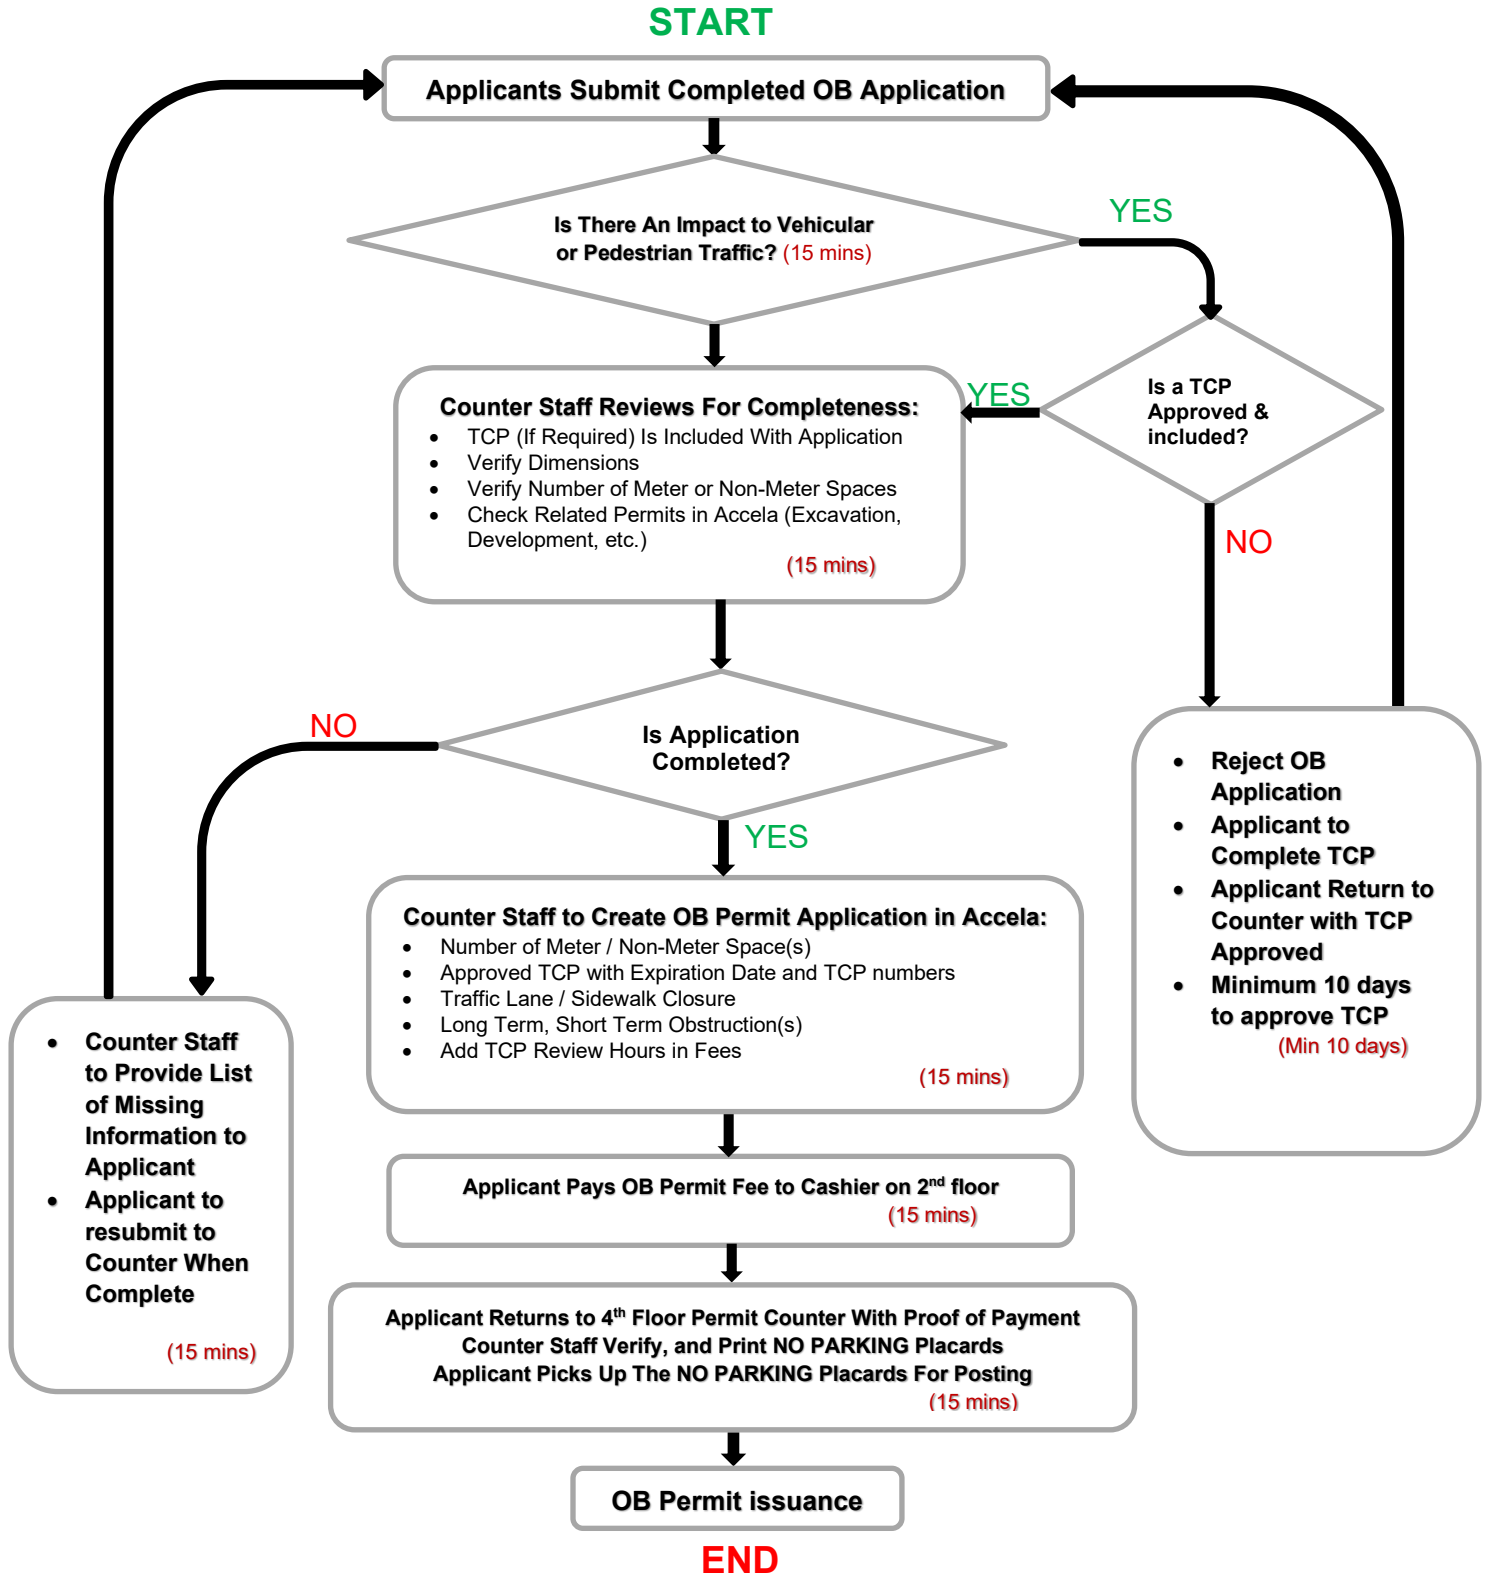 START
Applicants Submit Completed OB Application
Is There An Impact to Vehicular
or Pedestrian Traffic? (15 mins)
YES
Is a TCP
Approved &
included?
YES
NO
Counter Staff Reviews For Completeness:
• TCP (If Required) Is Included With Application
• Verify Dimensions
• Verify Number of Meter or Non-Meter Spaces
• Check Related Permits in Accela (Excavation,
Development, etc.)
(15 mins)
Is Application
Completed?
NO
YES
• Reject OB
Application
• Applicant to
Complete TCP
• Applicant Return to
Counter with TCP
Approved
• Minimum 10 days
to approve TCP
(Min 10 days)
Counter Staff to Create OB Permit Application in Accela:
• Number of Meter / Non-Meter Space(s)
• Approved TCP with Expiration Date and TCP numbers
• Traffic Lane / Sidewalk Closure
• Long Term, Short Term Obstruction(s)
• Add TCP Review Hours in Fees
(15 mins)
• Counter Staff
to Provide List
of Missing
Information to
Applicant
• Applicant to
resubmit to
Counter When
Complete
(15 mins)
Applicant Pays OB Permit Fee to Cashier on 2nd floor
(15 mins)
Applicant Returns to 4th Floor Permit Counter With Proof of Payment
Counter Staff Verify, and Print NO PARKING Placards
Applicant Picks Up The NO PARKING Placards For Posting
(15 mins)
OB Permit issuance
END